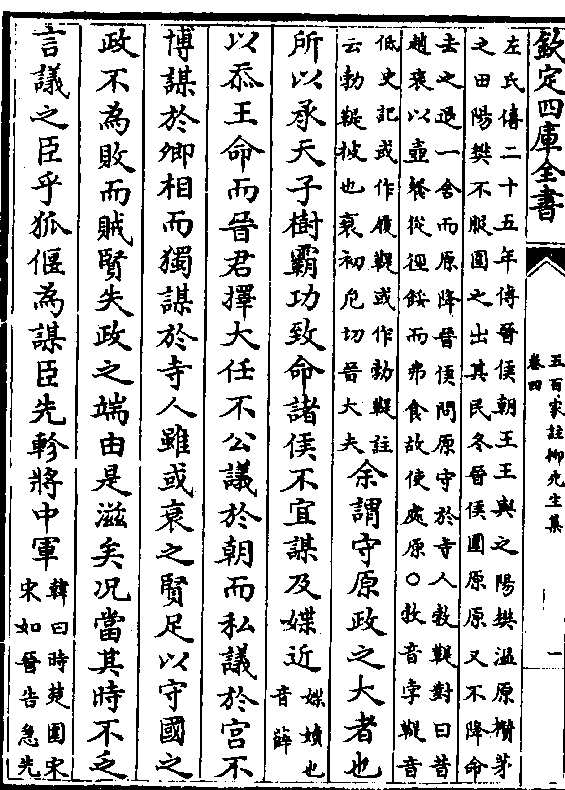 欽定四庫全書
五百家註柳先生集
卷四
一
左氏傳二十五年傳晉侯朝王王與之陽樊溫原欑茅
之田陽樊不服圍之出其民冬晉侯圍原原又不降命
去之退一舍而原降晉侯問原守於寺人㪍鞮對曰昔
趙衰以壺餐從徑餒而弗食故使處原○㪍音悖鞮音
低史記或作履鞮或作勃鞮註
云勃鞮披也衰初危切晉大夫
余謂守原政之大者也
所以承天子樹霸功致命諸侯不宜謀及媟近
媟嬻也
音薛
以忝王命而晉君擇大任不公議於朝而私議於宮不
博謀於卿相而獨謀於寺人雖或衰之賢足以守國之
政不為敗而賊賢失政之端由是滋矣况當其時不乏
言議之臣乎狐偃為謀臣先軫將中軍
韓曰時楚圍宋
宋如晉告急先